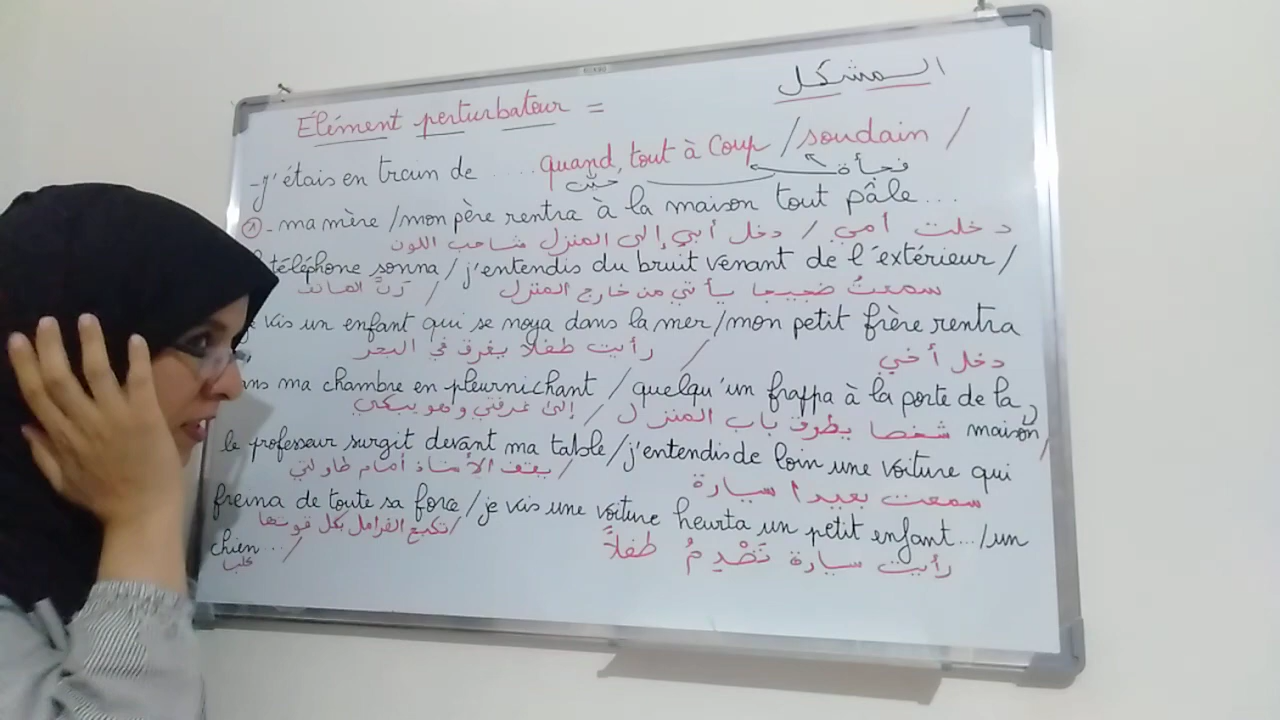 Élément perturbateur = المشكل
- J'étais en train de ..... quand, tout à coup / soudain /
حين فجأة
① - ma mère / mon père rentra à la maison tout pâle ...
دخلت أمي / دخل أبي إلى المنزل شاحب اللون
téléphone sonna / j'entendis du bruit venant de l'extérieur /
رَنَّ الهاتف / سمعتُ ضجيجا يأتي من خارج المنزل
vis un enfant qui se noya dans la mer / mon petit frère rentra
رأيت طفلا يغرق في البحر / دخل أخي
ma chambre en pleurnichant / quelqu'un frappa à la porte de la
إلى غرفتي وهو يبكي / شخصا يطرق باب المنزل maison /
le professeur surgit devant ma table / j'entendis de loin une voiture qui
يقف الأستاذ أمام طاولتي / سمعت بعيدا سيارة
freina de toute sa force / je vis une voiture heurta un petit enfant ... / un
تكبح الفرامل بكل قوتها / رأيت سيارة تَصْدِمُ طفلاً
chien ... /
كلب